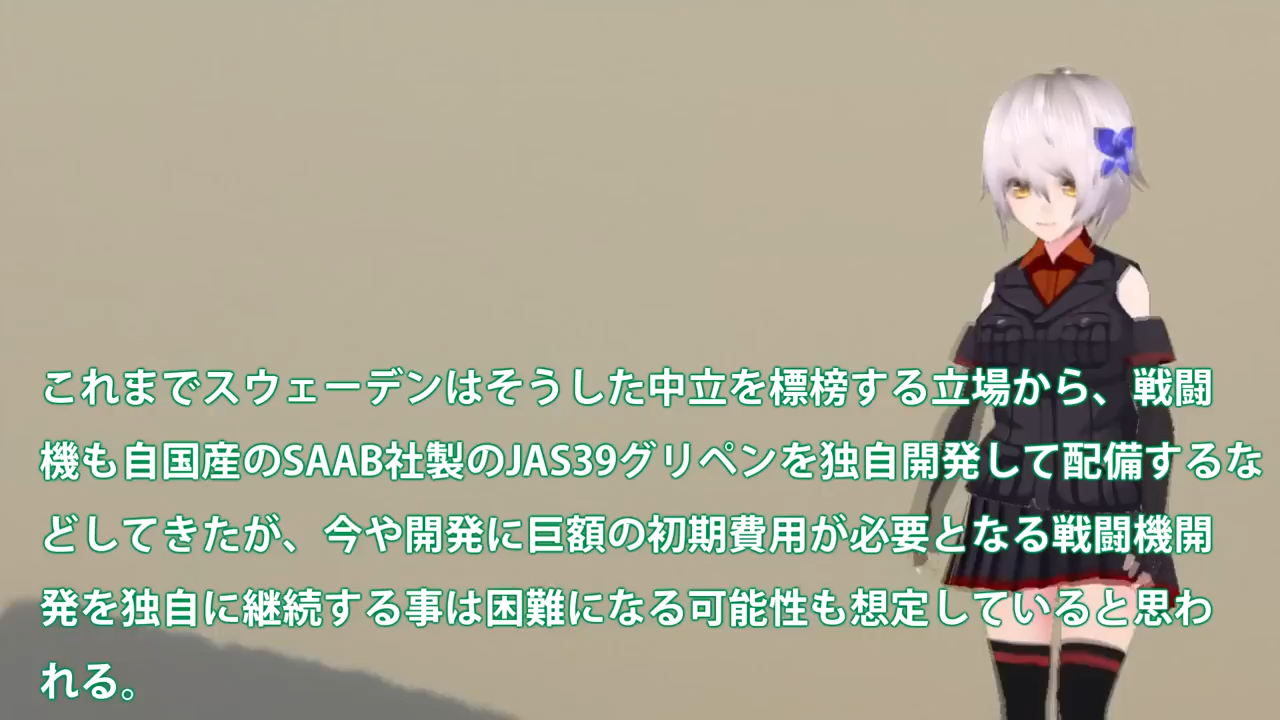 これまでスウェーデンはそうした中立を標榜する立場から、戦闘
機も自国産のSAAB社製のJAS39グリペンを独自開発して配備するな
どしてきたが、今や開発に巨額の初期費用が必要となる戦闘機開
発を独自に継続する事は困難になる可能性も想定していると思わ
れる。